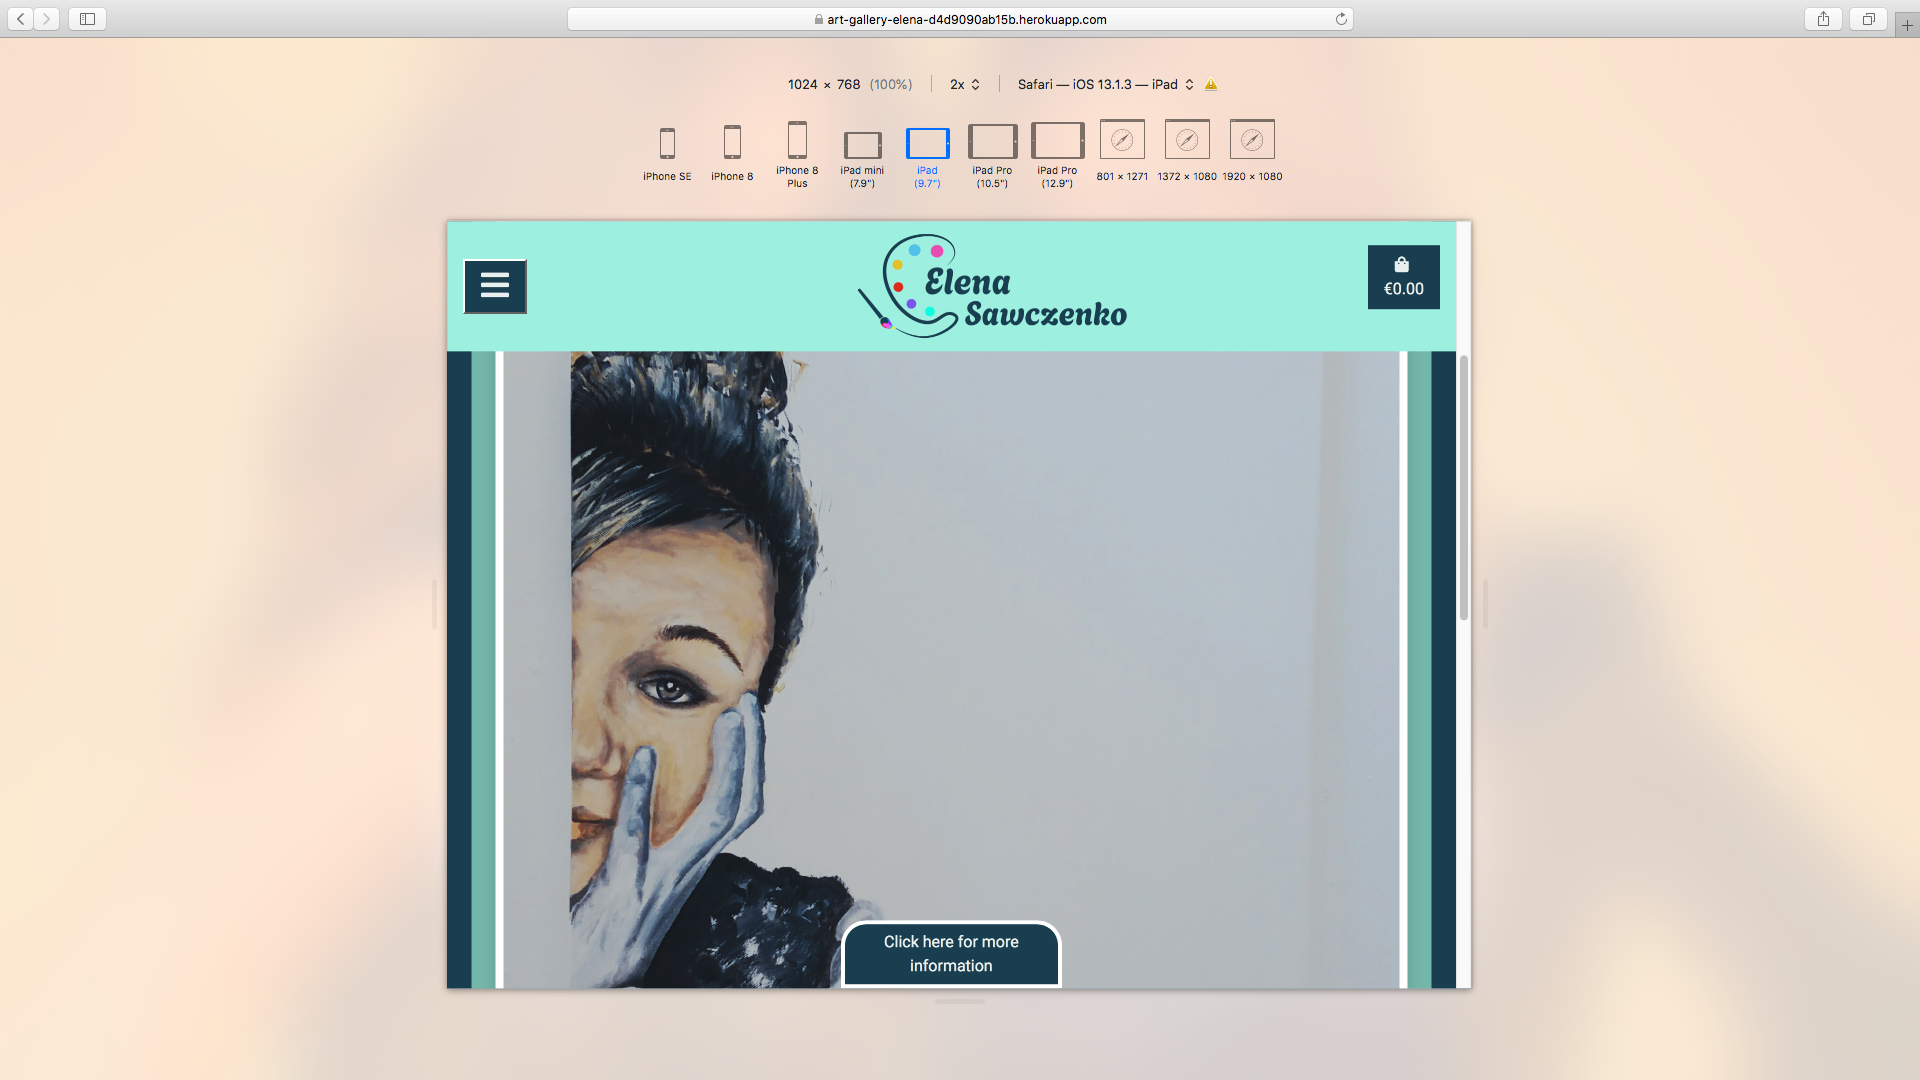 art-gallery-elena-d4d9090ab15b.herokuapp.com
1024 × 768 (100%) 2x Safari — iOS 13.1.3 — iPad
iPhone SE
iPhone 8
iPhone 8
Plus
iPad mini
(7.9")
iPad
(9.7")
iPad Pro
(10.5")
iPad Pro
(12.9")
801 × 1271
1372 × 1080
1920 × 1080
Elena
Sawczenko
€0.00
Click here for more
information